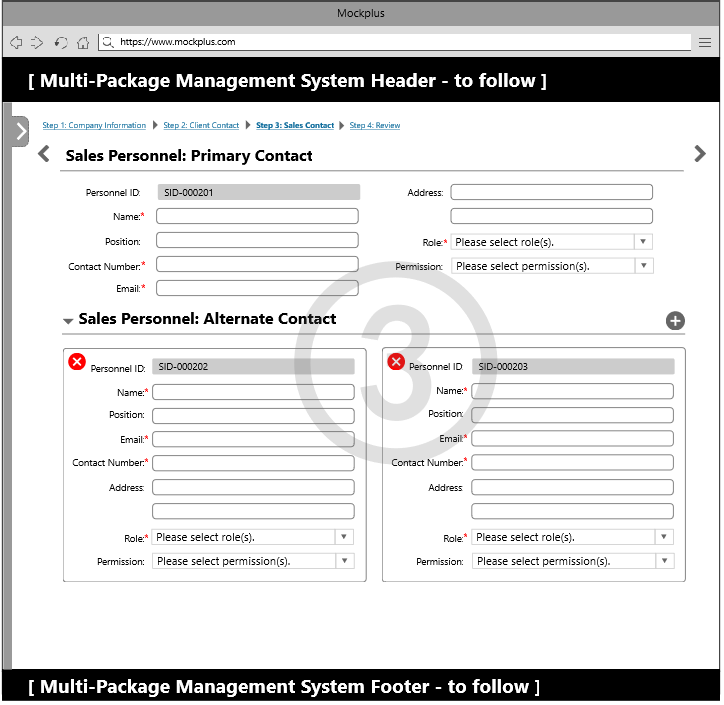 Mockplus
https://www.mockplus.com
[ Multi-Package Management System Header - to follow ]
Step 1: Company Information Step 2: Client Contact Step 3: Sales Contact Step 4: Review
Sales Personnel: Primary Contact
Personnel ID: SID-000201
Name:*
Position:
Contact Number:*
Email:*
Address:
Role:* Please select role(s).
Permission: Please select permission(s).
3
Sales Personnel: Alternate Contact
Personnel ID: SID-000202
Name:*
Position:
Email:*
Contact Number:*
Address:
Role:* Please select role(s).
Permission: Please select permission(s).
Personnel ID: SID-000203
Name:*
Position:
Email:*
Contact Number:*
Address:
Role:* Please select role(s).
Permission: Please select permission(s).
[ Multi-Package Management System Footer - to follow ]